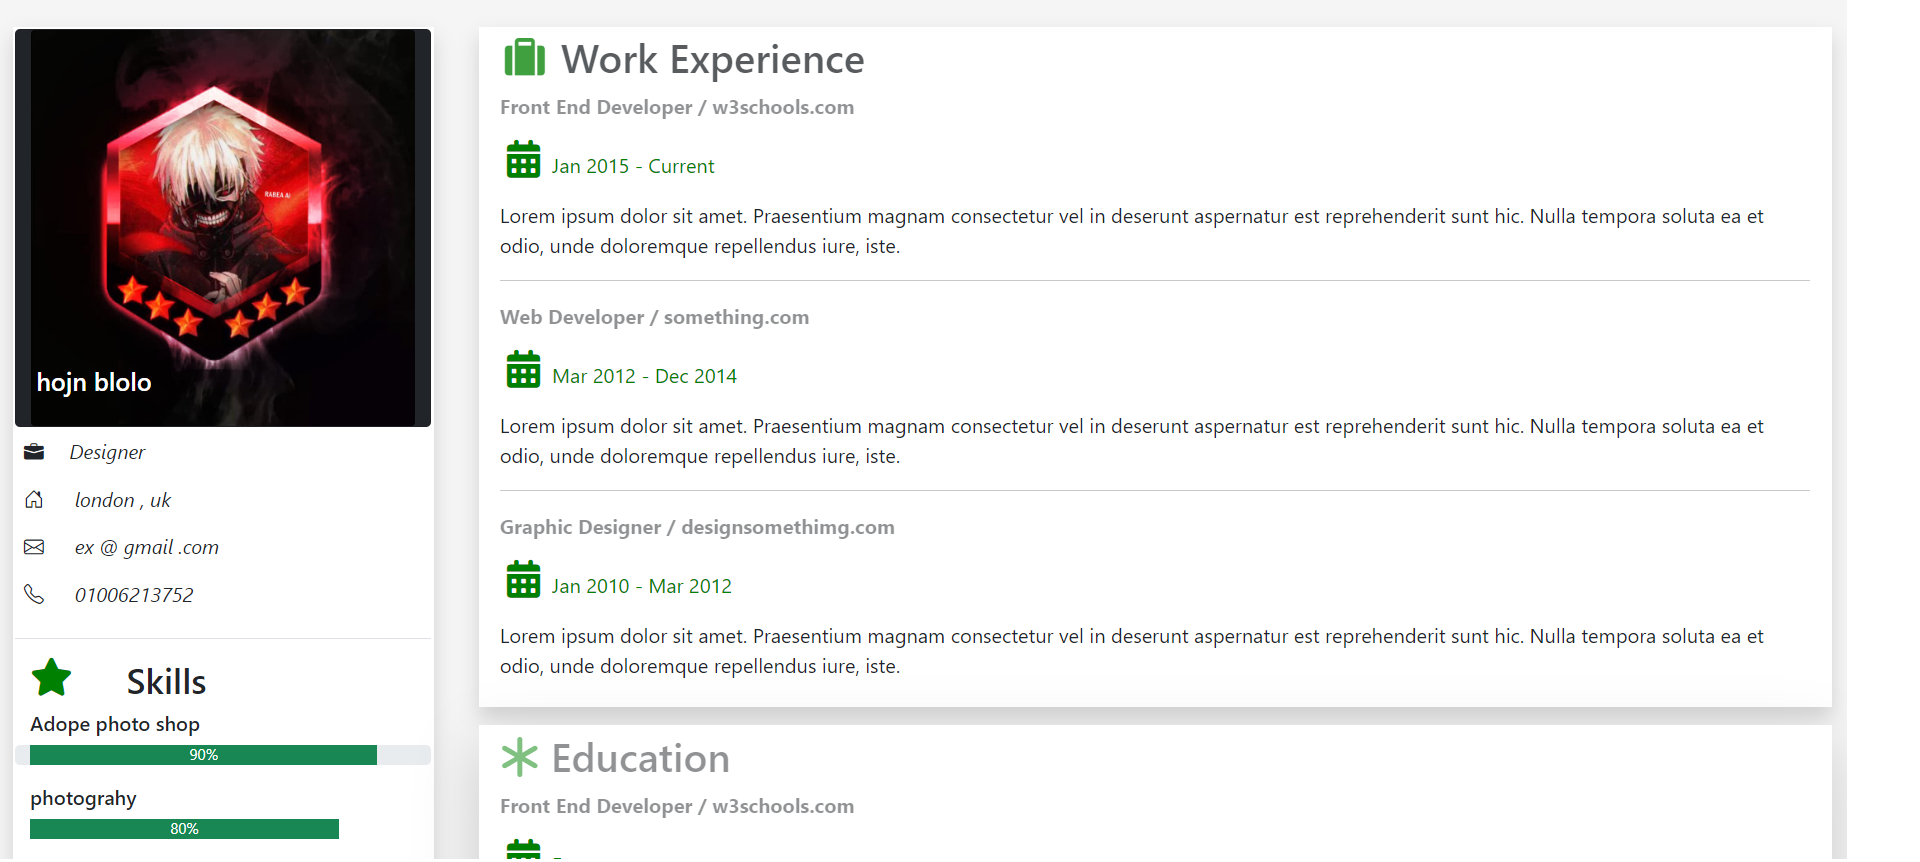 RABEA AI
hojn blolo
Designer
london , uk
ex @ gmail .com
01006213752
Skills
Adope photo shop
90%
photograhy
80%
Work Experience
Front End Developer / w3schools.com
Jan 2015 - Current
Lorem ipsum dolor sit amet. Praesentium magnam consectetur vel in deserunt aspernatur est reprehenderit sunt hic. Nulla tempora soluta ea et
odio, unde doloremque repellendus iure, iste.
Web Developer / something.com
Mar 2012 - Dec 2014
Lorem ipsum dolor sit amet. Praesentium magnam consectetur vel in deserunt aspernatur est reprehenderit sunt hic. Nulla tempora soluta ea et
odio, unde doloremque repellendus iure, iste.
Graphic Designer / designsomethimg.com
Jan 2010 - Mar 2012
Lorem ipsum dolor sit amet. Praesentium magnam consectetur vel in deserunt aspernatur est reprehenderit sunt hic. Nulla tempora soluta ea et
odio, unde doloremque repellendus iure, iste.
Education
Front End Developer / w3schools.com